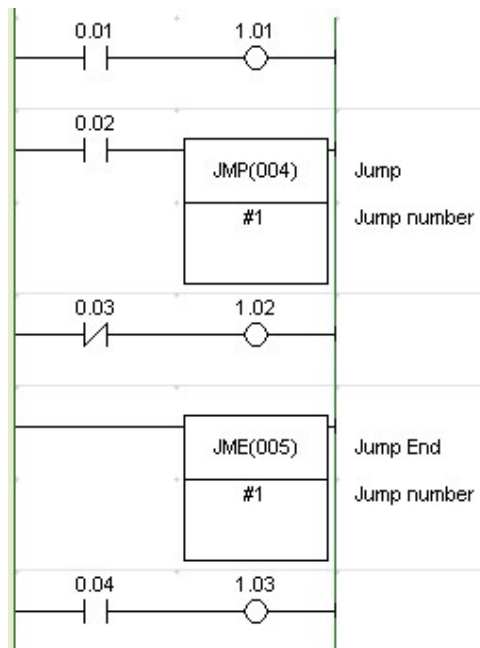 0.01 1.01
0.02
JMP(004) Jump
#1 Jump number
0.03 1.02
JME(005) Jump End
#1 Jump number
0.04 1.03